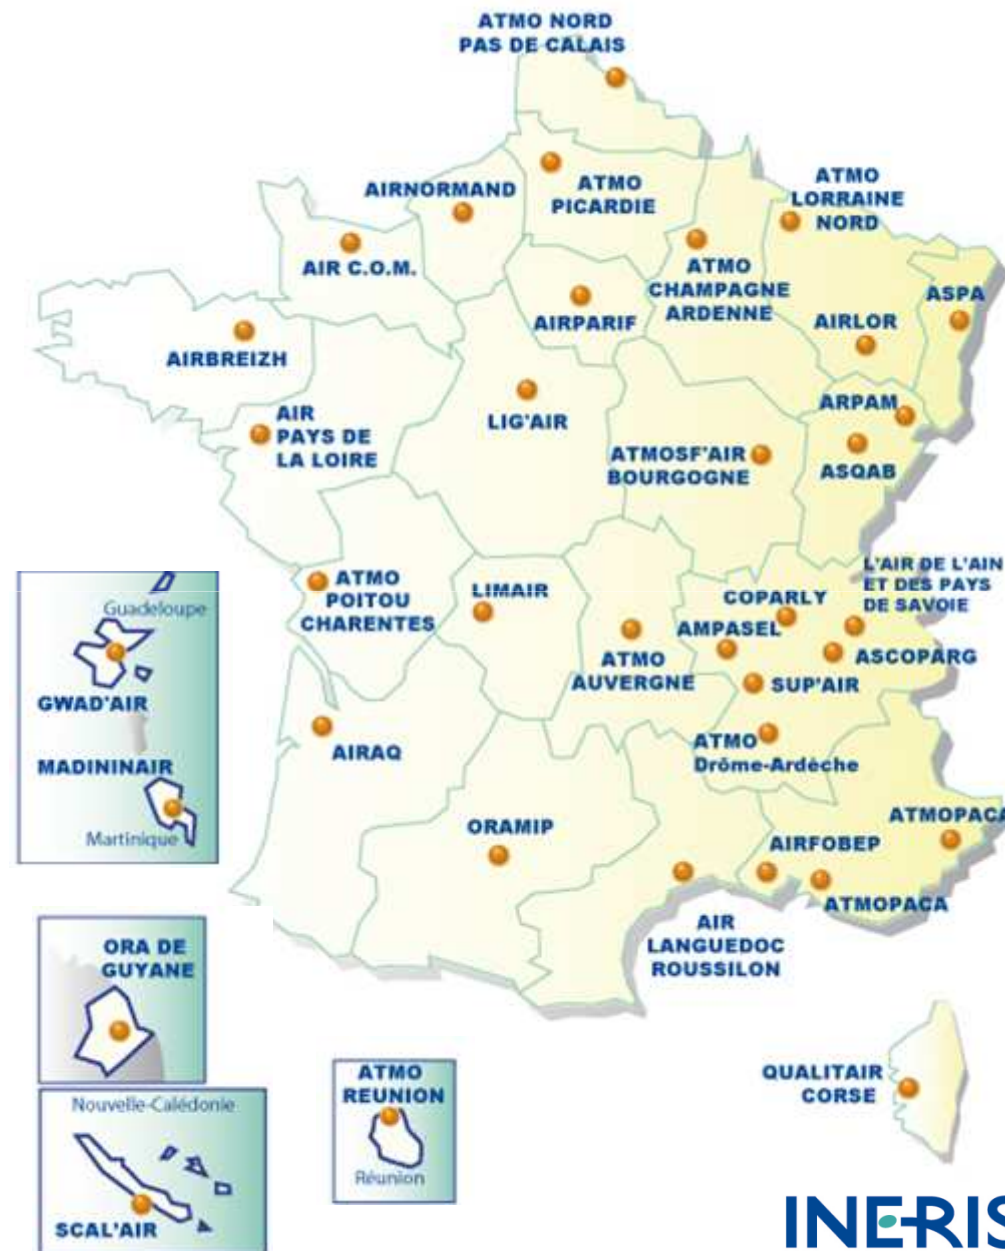 ATMO NORD
PAS DE CALAIS
AIRNORMAND
ATMO
PICARDIE
ATMO
LORRAINE
NORD
AIR C.O.M.
ATMO
CHAMPAGNE
ARDENNE
ASPA
AIRPARIF
AIRLOR
AIRBREIZH
AIR
PAYS DE
LA LOIRE
LIG'AIR
ARPAM
ATMOSF'AIR
BOURGOGNE
ASQAB
L'AIR DE L'AIN
ET DES PAYS
DE SAVOIE
ATMO
POITOU
CHARENTES
LIMAIR
COPARLY
AMPASEL
ATMO
AUVERGNE
ASCOPARG
SUP'AIR
Guadeloupe
GWAD'AIR
MADININAIR
Martinique
AIRAQ
ATMO
Drôme-Ardèche
ORAMIP
AIRFOBEP
ATMOPACA
ATMOPACA
AIR
LANGUEDOC
ROUSSILON
ORA DE
GUYANE
Nouvelle-Calédonie
SCAL'AIR
ATMO
REUNION
Réunion
QUALITAIR
CORSE
INERIS